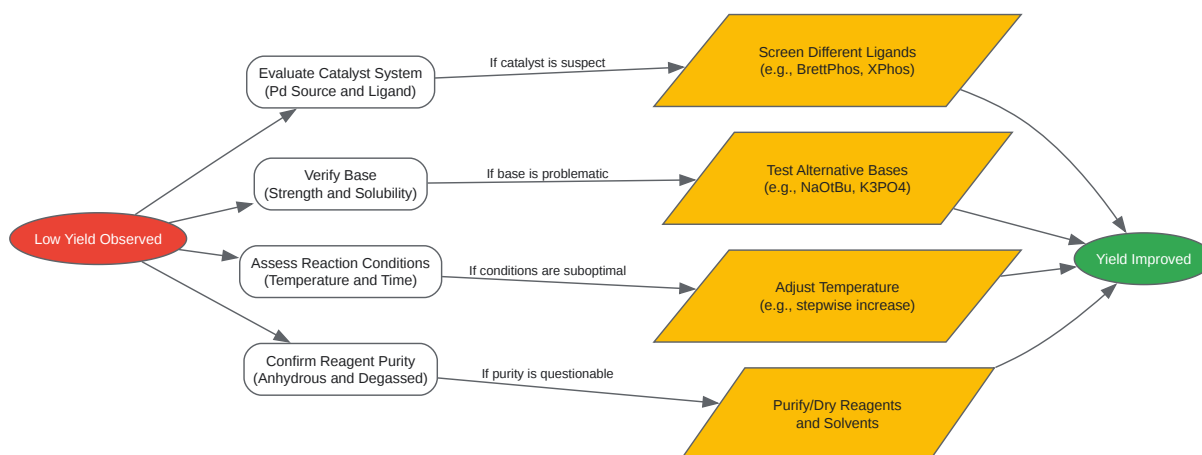 Low Yield Observed
Evaluate Catalyst System
(Pd Source and Ligand)
If catalyst is suspect
Screen Different Ligands
(e.g., BrettPhos, XPhos)
Verify Base
(Strength and Solubility)
If base is problematic
Test Alternative Bases
(e.g., NaOtBu, K3PO4)
Assess Reaction Conditions
(Temperature and Time)
If conditions are suboptimal
Adjust Temperature
(e.g., stepwise increase)
Confirm Reagent Purity
(Anhydrous and Degassed)
If purity is questionable
Purify/Dry Reagents
and Solvents
Yield Improved